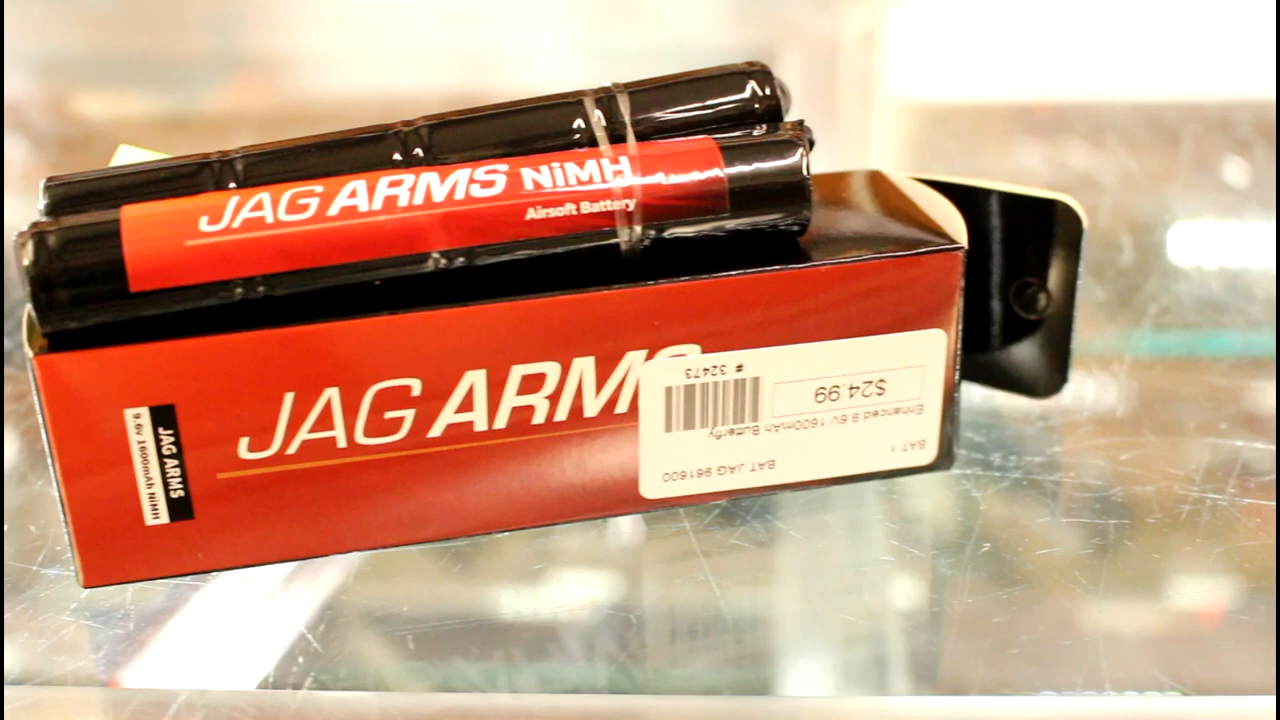 JAG ARMS NiMH
Airsoft Battery
JAG ARMS
JAG ARMS
9.6v 1600mAh NiMH
BAT JAG 961600
BAT 1
Enhanced 9.6V 1600mAh Butterfly
$24.99
# 32473